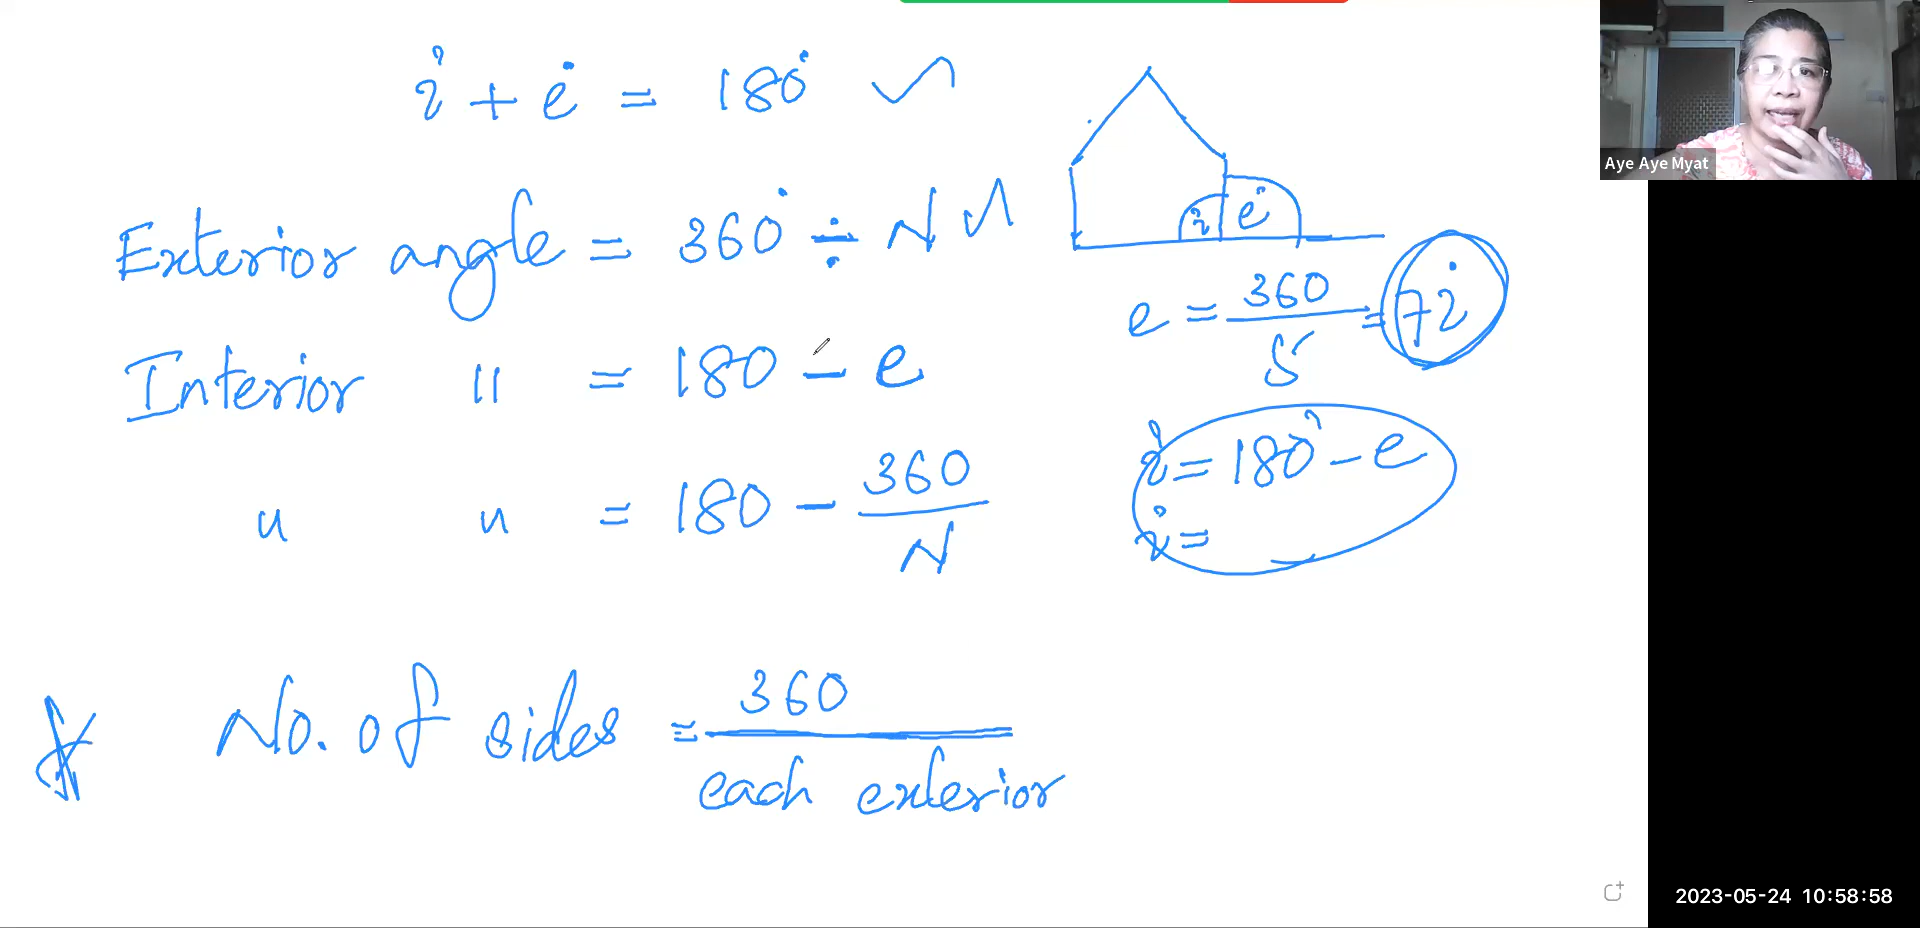 i + e = 180°
Exterior angle = 360° ÷ N
Interior " = 180 - e
" " = 180 - 360/N
No. of sides = 360/each exterior
i e
e = 360/5 = 72°
i = 180° - e
i =
Aye Aye Myat
2023-05-24 10:58:58